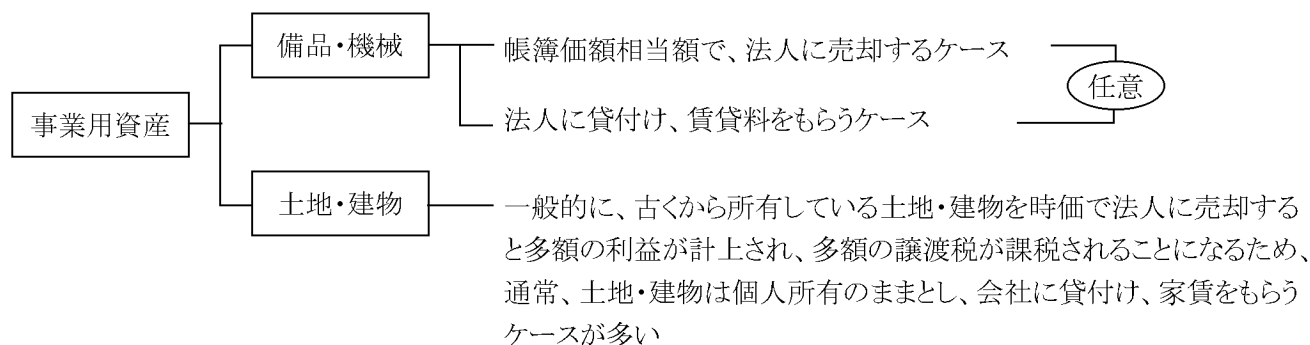 事業用資産
備品・機械
帳簿価額相当額で、法人に売却するケース
法人に貸付け、賃貸料をもらうケース
任意
土地・建物
一般的に、古くから所有している土地・建物を時価で法人に売却する
と多額の利益が計上され、多額の譲渡税が課税されることになるため、
通常、土地・建物は個人所有のままとし、会社に貸付け、家賃をもらう
ケースが多い